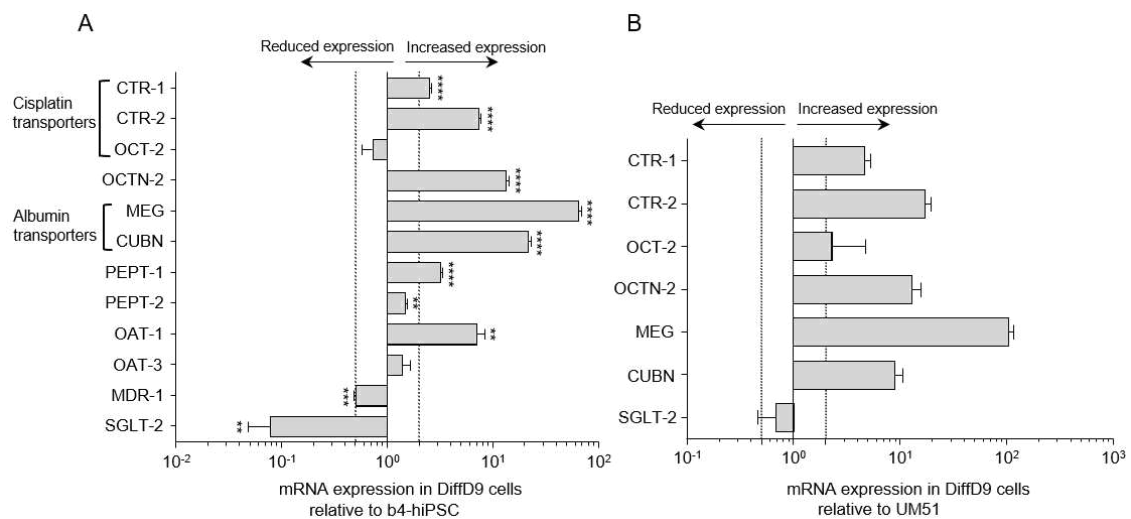 A
Reduced expression
Increased expression
Cisplatin
transporters
CTR-1
****
CTR-2
****
OCT-2
OCTN-2
****
Albumin
transporters
MEG
****
CUBN
****
PEPT-1
****
PEPT-2
**
OAT-1
**
OAT-3
MDR-1
***
SGLT-2
**
10-2
10-1
100
101
102
mRNA expression in DiffD9 cells
relative to b4-hiPSC
B
Reduced expression
Increased expression
CTR-1
CTR-2
OCT-2
OCTN-2
MEG
CUBN
SGLT-2
10-1
100
101
102
103
mRNA expression in DiffD9 cells
relative to UM51